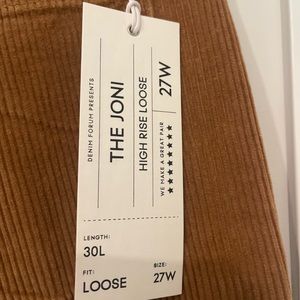 DENIM FORUM PRESENTS
THE JONI
HIGH RISE LOOSE
27W
WE MAKE A GREAT PAIR
LENGTH:
30L
FIT:
LOOSE
SIZE:
27W